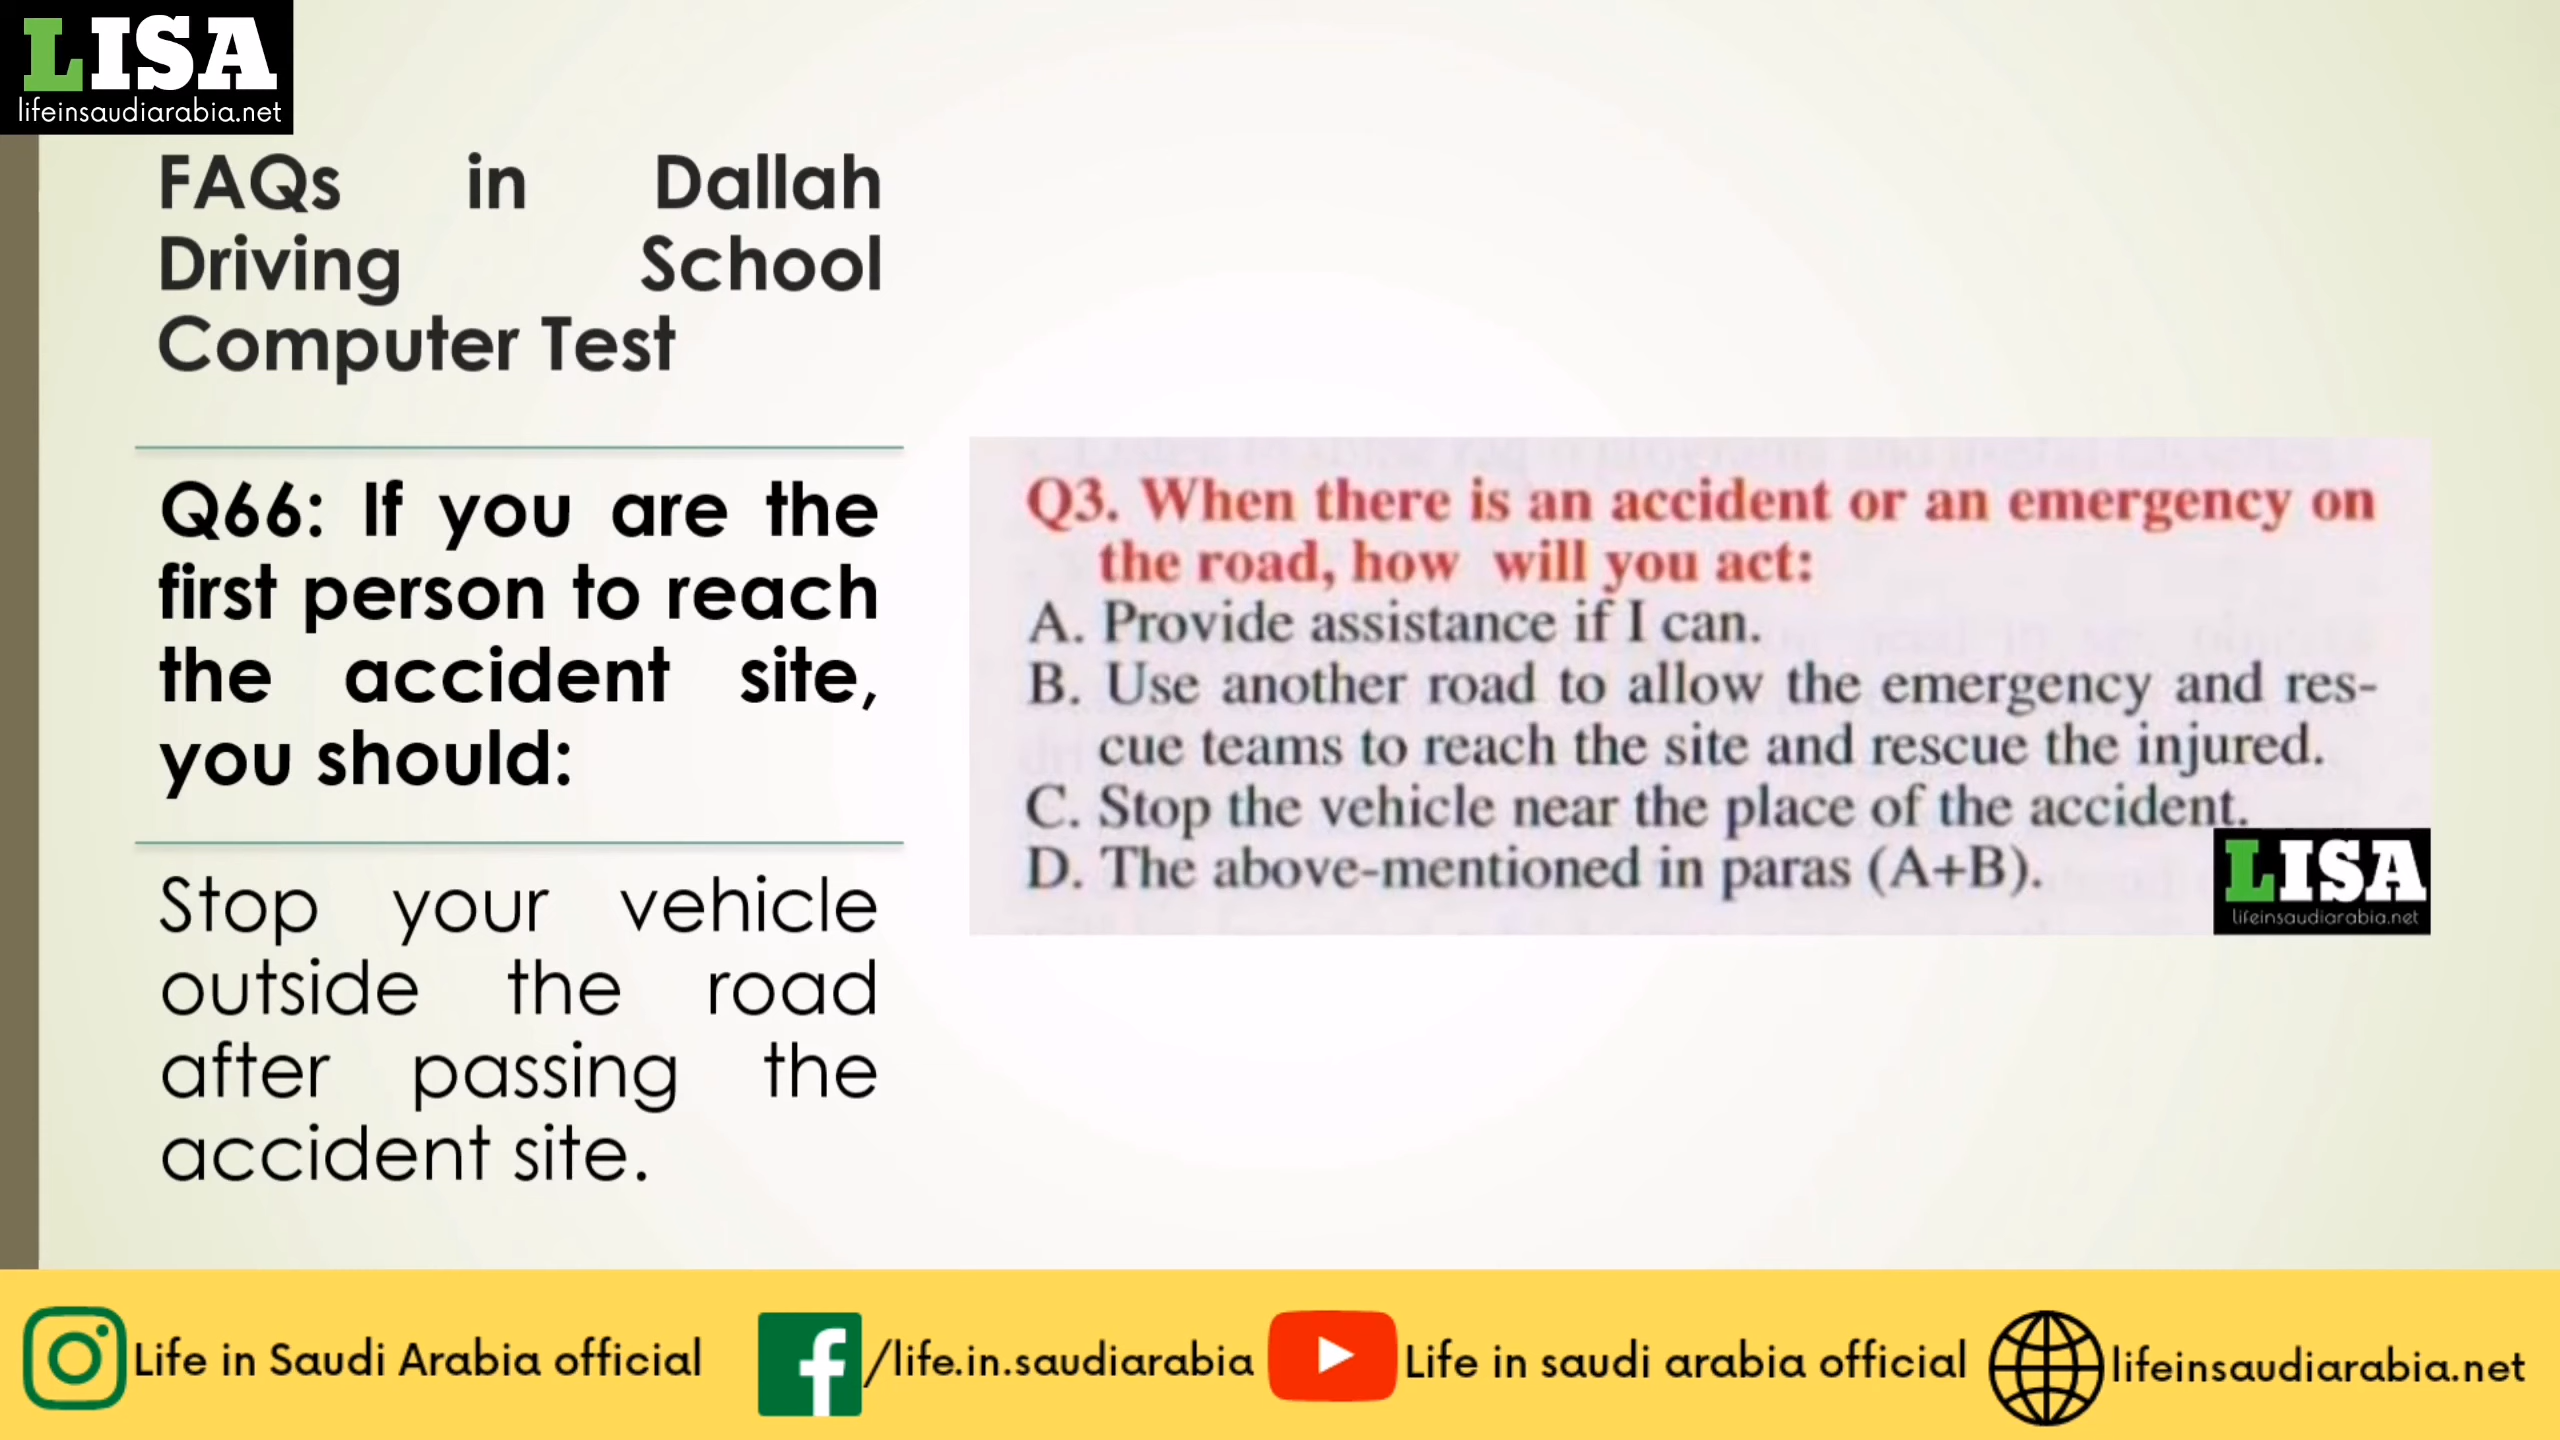 LISA
lifeinsaudiarabia.net
FAQs in Dallah
Driving School
Computer Test
Q66: If you are the
first person to reach
the accident site,
you should:
Stop your vehicle
outside the road
after passing the
accident site.
Q3. When there is an accident or an emergency on
the road, how will you act:
A. Provide assistance if I can.
B. Use another road to allow the emergency and res-
cue teams to reach the site and rescue the injured.
C. Stop the vehicle near the place of the accident.
D. The above-mentioned in paras (A+B).
LISA
lifeinsaudiarabia.net
Life in Saudi Arabia official
/life.in.saudiarabia
Life in saudi arabia official
lifeinsaudiarabia.net